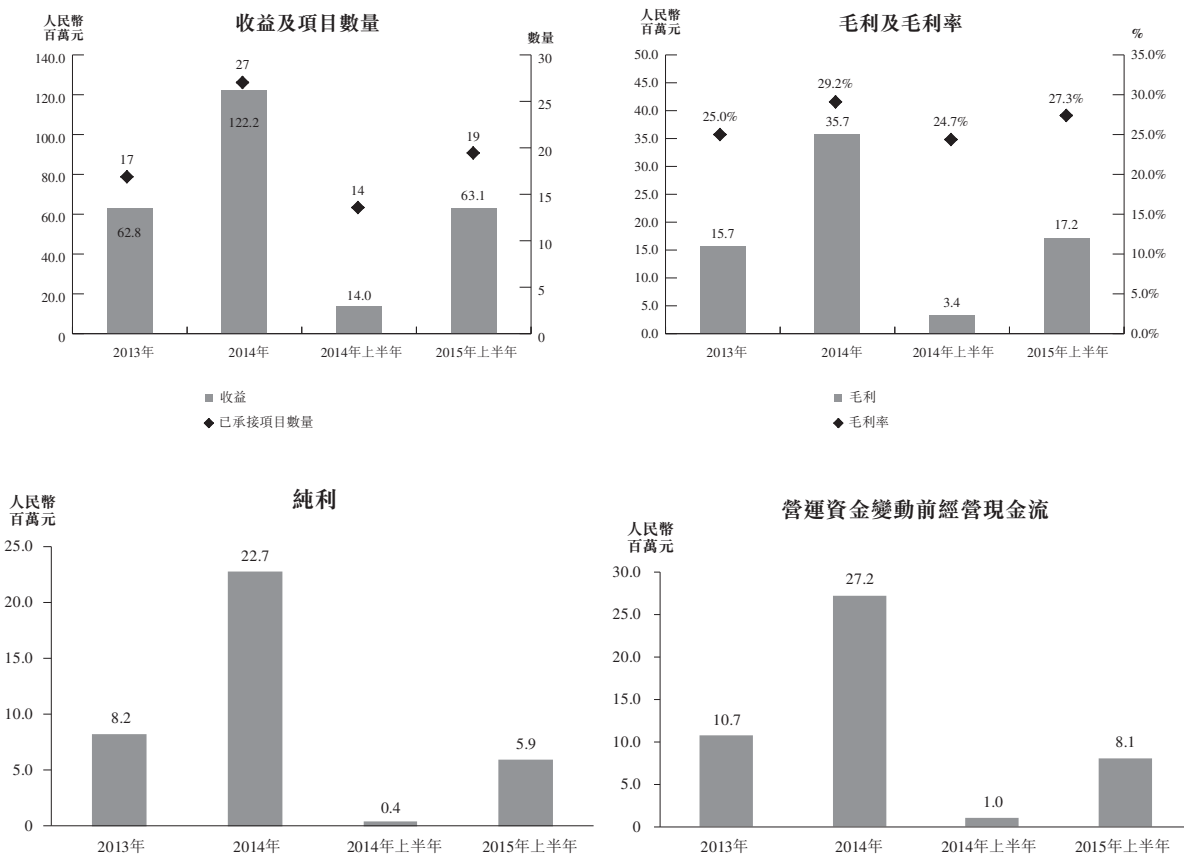 收益及項目數量
人民幣
百萬元
數量
140.0
120.0
100.0
80.0
60.0
40.0
20.0
0
30
25
20
15
10
5
0
17
62.8
27
122.2
14
14.0
19
63.1
2013年
2014年
2014年上半年
2015年上半年
收益
已承接項目數量
毛利及毛利率
人民幣
百萬元
%
50.0
45.0
40.0
35.0
30.0
25.0
20.0
15.0
10.0
5.0
0.0
35.0%
30.0%
25.0%
20.0%
15.0%
10.0%
5.0%
0.0%
25.0%
15.7
29.2%
35.7
24.7%
3.4
27.3%
17.2
2013年
2014年
2014年上半年
2015年上半年
毛利
毛利率
純利
人民幣
百萬元
25.0
20.0
15.0
10.0
5.0
0
8.2
22.7
0.4
5.9
2013年
2014年
2014年上半年
2015年上半年
營運資金變動前經營現金流
人民幣
百萬元
30.0
25.0
20.0
15.0
10.0
5.0
0
10.7
27.2
1.0
8.1
2013年
2014年
2014年上半年
2015年上半年